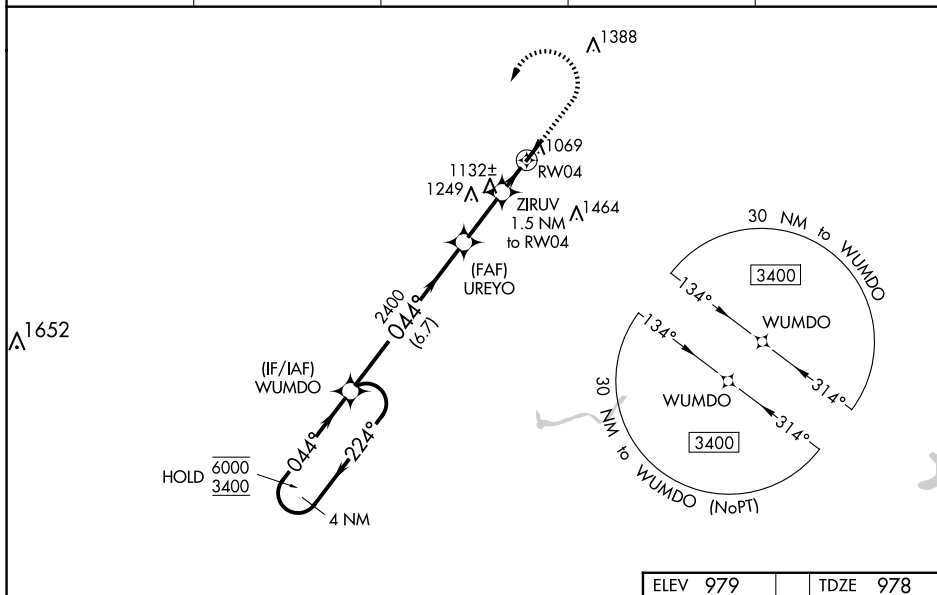 1388
1069
RW04
1132±
1249
ZIRUV
1.5 NM
to RW04
1464
(FAF)
UREYO
2400
044°
(6.7)
1652
(IF/IAF)
WUMDO
044°
224°
HOLD
6000
3400
4 NM
30 NM to WUMDO
3400
134°
WUMDO
314°
134°
WUMDO
314°
3400
30 NM to WUMDO (NoPT)
ELEV 979
TDZE 978